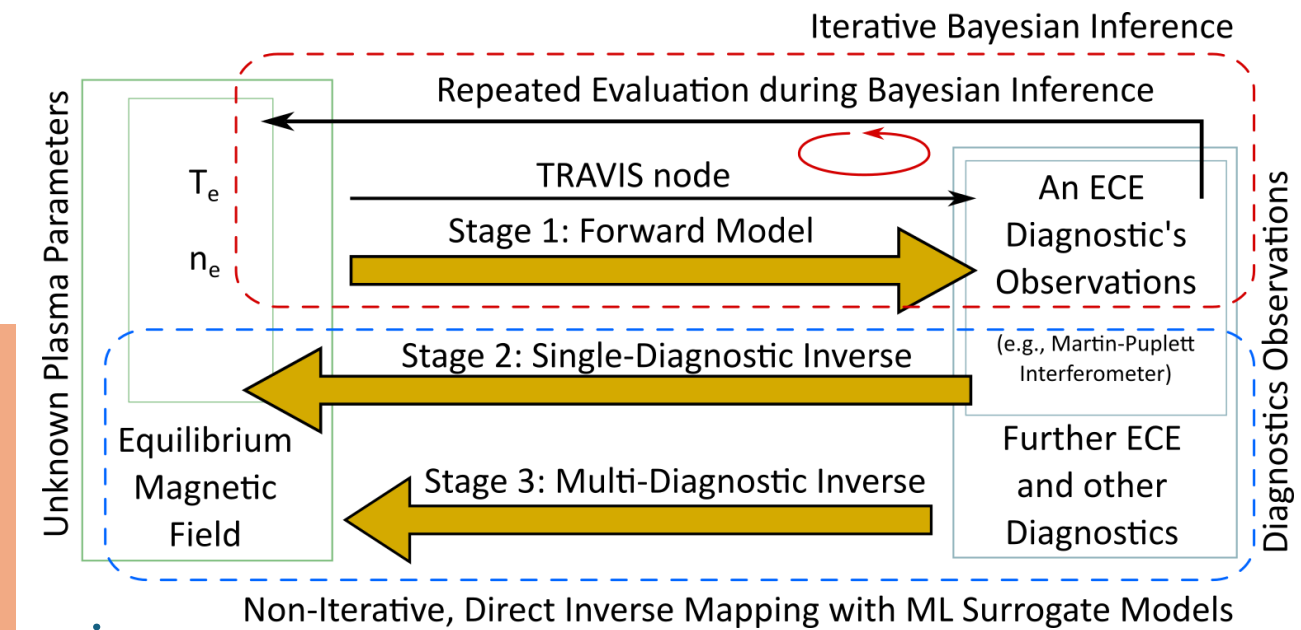 Iterative Bayesian Inference
Repeated Evaluation during Bayesian Inference
Unknown Plasma Parameters
Tₑ
nₑ
TRAVIS node
Stage 1: Forward Model
An ECE
Diagnostic's
Observations
(e.g., Martin-Puplett
Interferometer)
Diagnostics Observations
Stage 2: Single-Diagnostic Inverse
Equilibrium
Magnetic
Field
Stage 3: Multi-Diagnostic Inverse
Further ECE
and other
Diagnostics
Non-Iterative, Direct Inverse Mapping with ML Surrogate Models